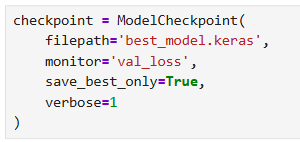 checkpoint = ModelCheckpoint(
    filepath='best_model.keras',
    monitor='val_loss',
    save_best_only=True,
    verbose=1
)